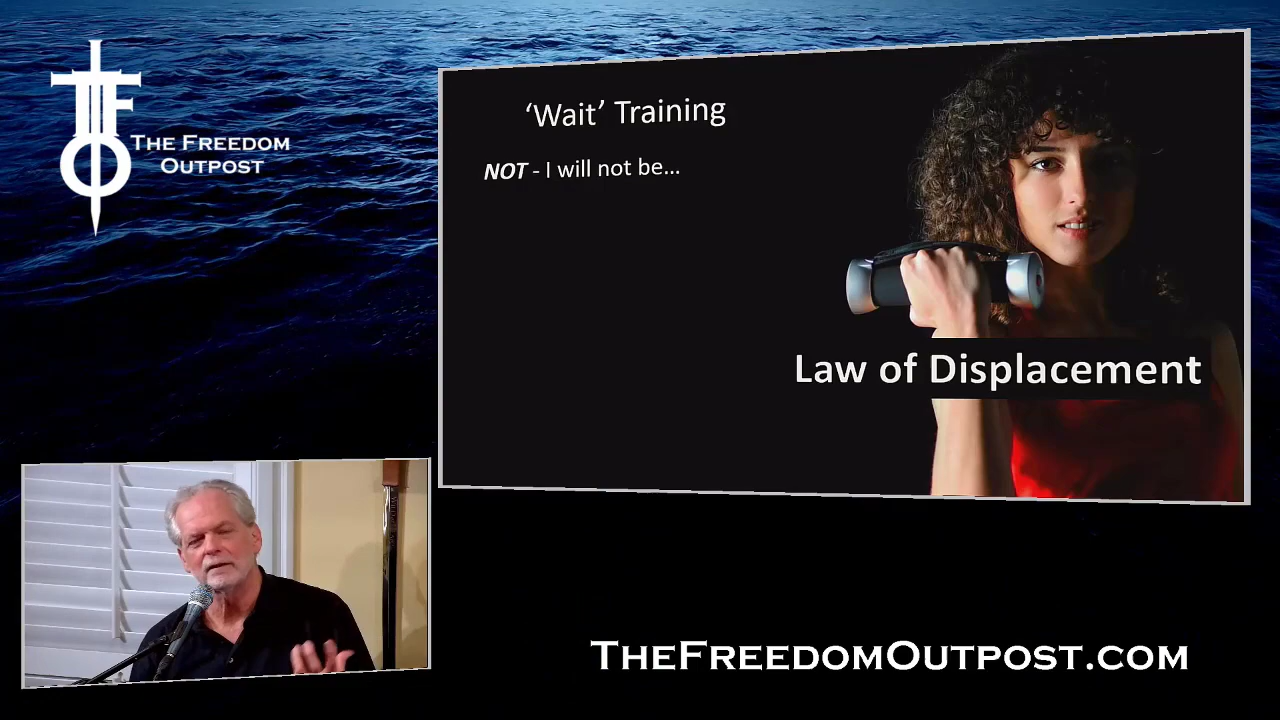 THE FREEDOM
OUTPOST
‘Wait’ Training
NOT - I will not be...
Law of Displacement
THEFREEDOMOUTPOST.COM